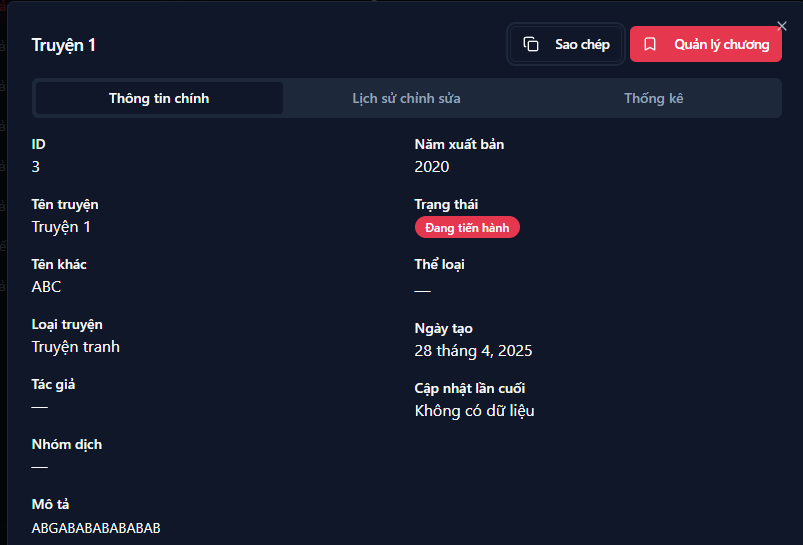 Truyện 1
Sao chép
Quản lý chương
Thông tin chính
Lịch sử chỉnh sửa
Thống kê
ID
3
Tên truyện
Truyện 1
Tên khác
ABC
Loại truyện
Truyện tranh
Tác giả
—
Nhóm dịch
—
Mô tả
ABGABABABABABAB
Năm xuất bản
2020
Trạng thái
Đang tiến hành
Thể loại
—
Ngày tạo
28 tháng 4, 2025
Cập nhật lần cuối
Không có dữ liệu